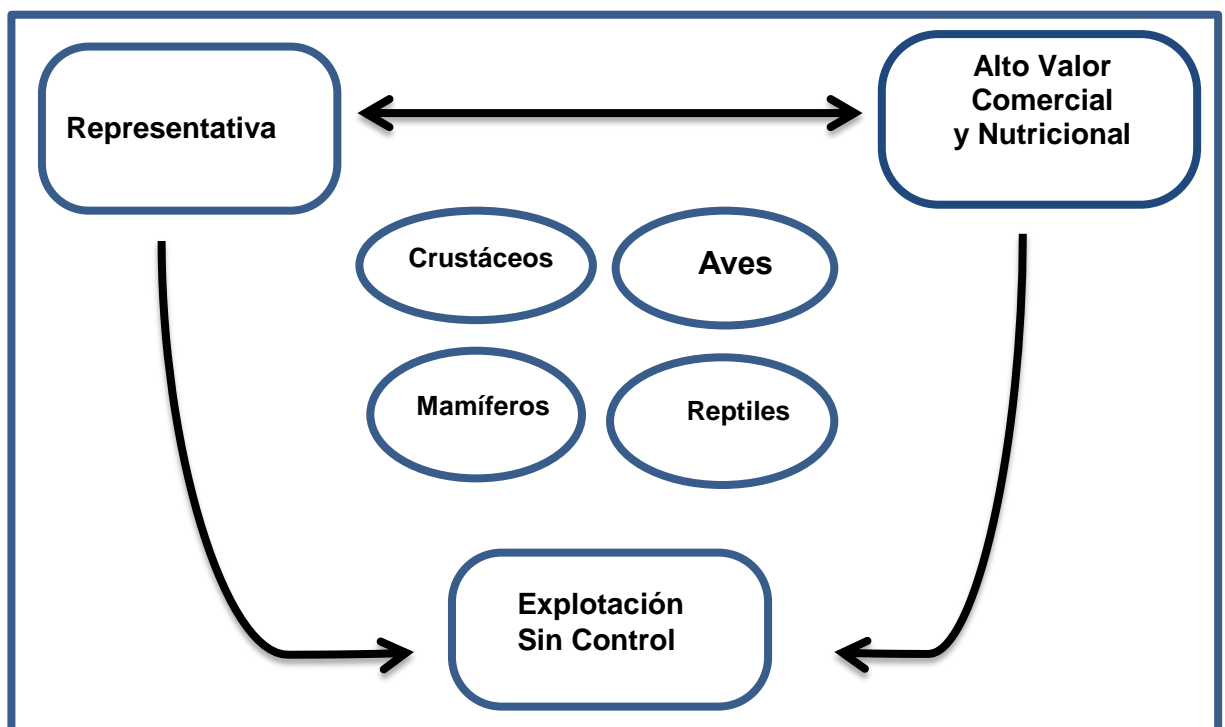 Representativa
Alto Valor
Comercial
y Nutricional
Crustáceos
Aves
Mamíferos
Reptiles
Explotación
Sin Control